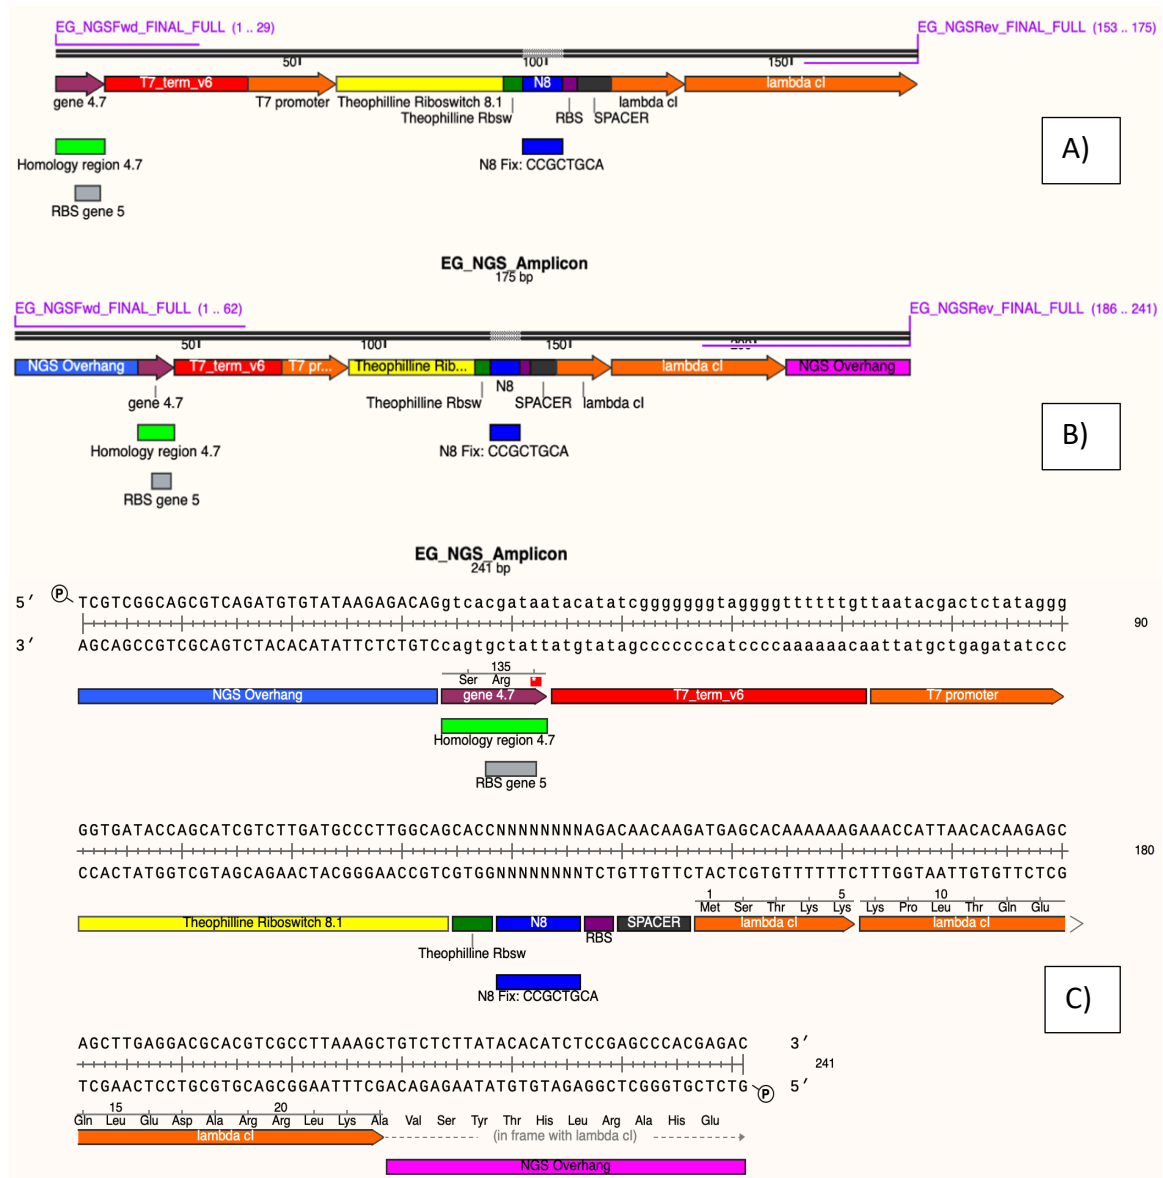 EG_NGSFwd_FINAL_FULL (1 .. 29)
EG_NGSRev_FINAL_FULL (153 .. 175)
50 100 150
gene 4.7 T7_term_v6 T7 promoter Theophilline Riboswitch 8.1 N8 lambda cI lambda cI
Theophilline Rbsw RBS SPACER
Homology region 4.7 N8 Fix: CCGCTGCA
RBS gene 5
A)
EG_NGS_Amplicon
175 bp
EG_NGSFwd_FINAL_FULL (1 .. 62)
EG_NGSRev_FINAL_FULL (186 .. 241)
50 100 150 200
NGS Overhang T7_term_v6 T7 pr... Theophilline Rib... lambda cI NGS Overhang
N8
gene 4.7 Theophilline Rbsw SPACER lambda cI
Homology region 4.7 N8 Fix: CCGCTGCA
RBS gene 5
B)
EG_NGS_Amplicon
241 bp
5′ P TCGTCGGCAGCGTCAGATGTGTATAAGAGACAGgtcacgataatacatatcgggggggtaggggttttttgttaatacgactctataggg
90
3′ AGCAGCCGTCGCAGTCTACACATATTCTCTGTCcagtgctattatgtatagcccccccatccccaaaaaacaattatgctgagatatccc
135
Ser Arg *
NGS Overhang gene 4.7 T7_term_v6 T7 promoter
Homology region 4.7
RBS gene 5
GGTGATACCAGCATCGTCTTGATGCCCTTGGCAGCACCNNNNNNNNAGACAACAAGATGAGCACAAAAAAGAAACCATTAACACAAGAGC
180
CCACTATGGTCGTAGCAGAACTACGGGAACCGTCGTGGNNNNNNNNTCTGTTGTTCTACTCGTGTTTTTTCTTTGGTAATTGTGTTCTCG
1 5 10
Met Ser Thr Lys Lys Lys Pro Leu Thr Gln Glu
Theophilline Riboswitch 8.1 N8 SPACER lambda cI lambda cI
RBS
Theophilline Rbsw
N8 Fix: CCGCTGCA
C)
AGCTTGAGGACGCACGTCGCCTTAAAGCTGTCTCTTATACACATCTCCGAGCCCACGAGAC 3′
241
TCGAACTCCTGCGTGCAGCGGAATTTCGACAGAGAATATGTGTAGAGGCTCGGGTGCTCTG P 5′
15 20
Gln Leu Glu Asp Ala Arg Arg Leu Lys Ala Val Ser Tyr Thr His Leu Arg Ala His Glu
lambda cI (in frame with lambda cI)
NGS Overhang